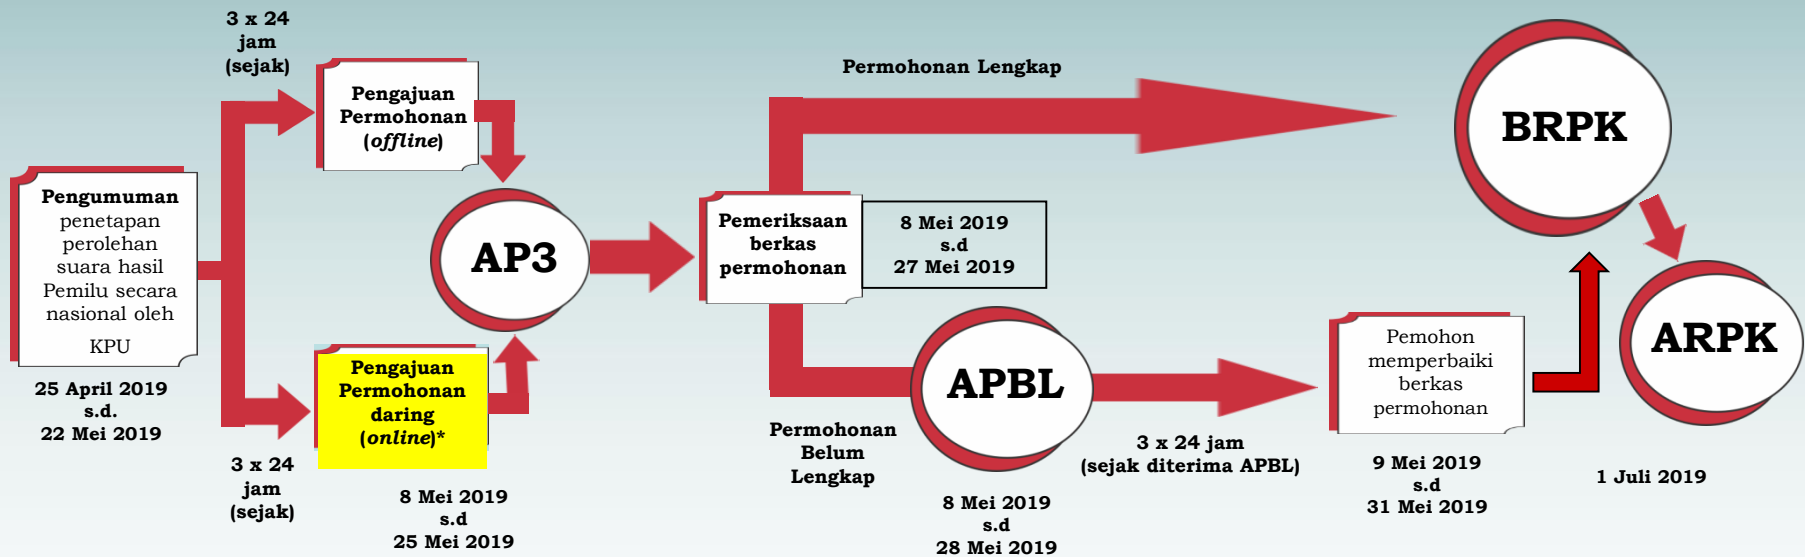 Pengumuman
penetapan
perolehan
suara hasil
Pemilu secara
nasional oleh
KPU
25 April 2019
s.d.
22 Mei 2019
3 x 24
jam
(sejak)
Pengajuan
Permohonan
(offline)
3 x 24
jam
(sejak)
Pengajuan
Permohonan
daring
(online)*
8 Mei 2019
s.d
25 Mei 2019
AP3
Pemeriksaan
berkas
permohonan
8 Mei 2019
s.d
27 Mei 2019
Permohonan Lengkap
Permohonan
Belum
Lengkap
APBL
8 Mei 2019
s.d
28 Mei 2019
3 x 24 jam
(sejak diterima APBL)
Pemohon
memperbaiki
berkas
permohonan
9 Mei 2019
s.d
31 Mei 2019
BRPK
ARPK
1 Juli 2019